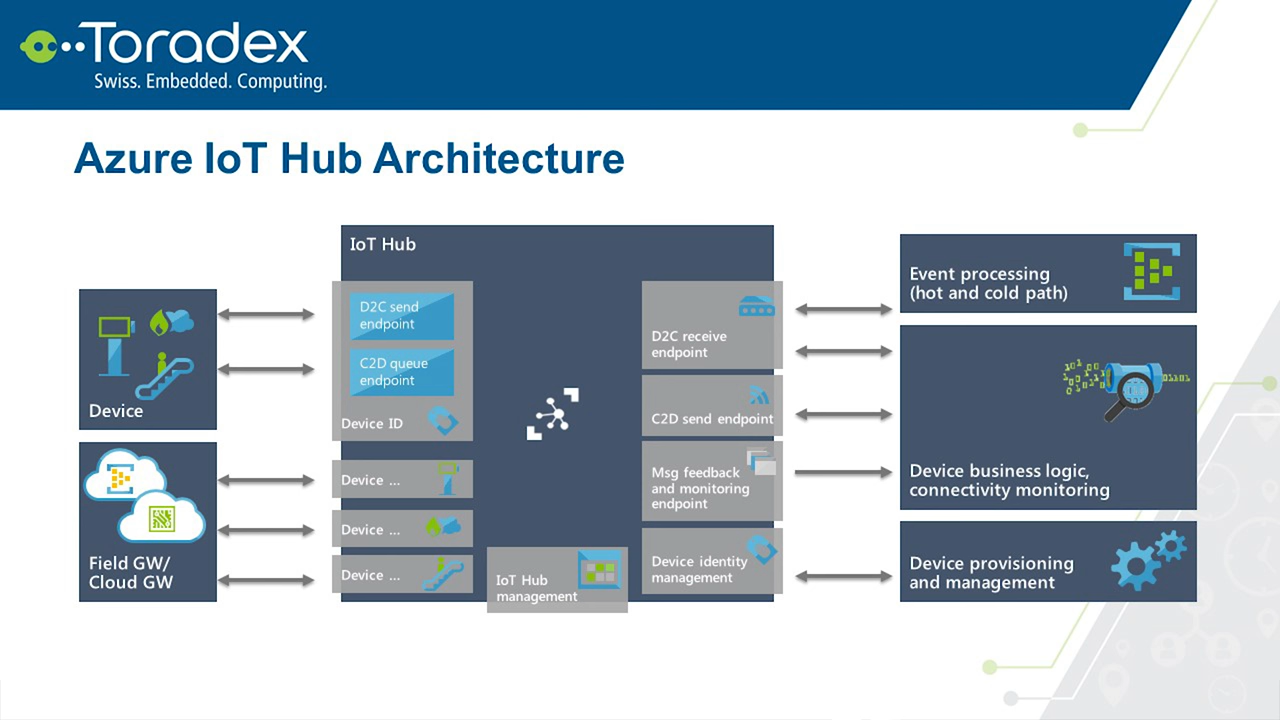 Toradex
Swiss. Embedded. Computing.
Azure IoT Hub Architecture
Device
Field GW/
Cloud GW
IoT Hub
D2C send
endpoint
C2D queue
endpoint
Device ID
Device ...
Device ...
Device ...
IoT Hub
management
D2C receive
endpoint
C2D send endpoint
Msg feedback
and monitoring
endpoint
Device identity
management
Event processing
(hot and cold path)
Device business logic,
connectivity monitoring
Device provisioning
and management